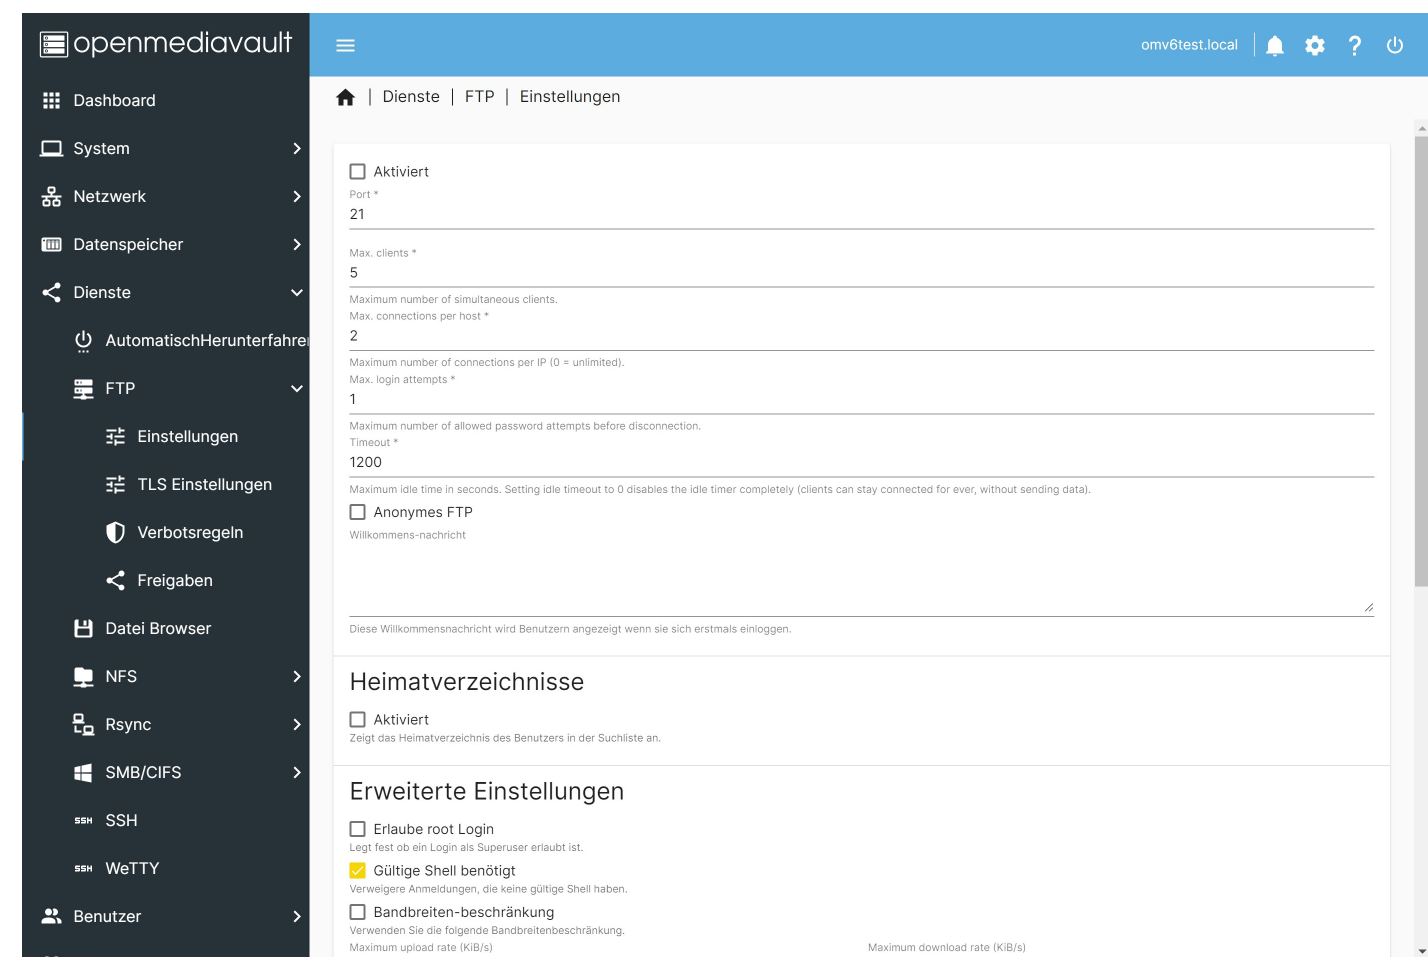 openmediavault
omv6test.local
Dashboard
System
Netzwerk
Datenspeicher
Dienste
AutomatischHerunterfahre
FTP
Einstellungen
TLS Einstellungen
Verbotsregeln
Freigaben
Datei Browser
NFS
Rsync
SMB/CIFS
SSH SSH
SSH WeTTY
Benutzer
| Dienste | FTP | Einstellungen
Aktiviert
Port *
21
Max. clients *
5
Maximum number of simultaneous clients.
Max. connections per host *
2
Maximum number of connections per IP (0 = unlimited).
Max. login attempts *
1
Maximum number of allowed password attempts before disconnection.
Timeout *
1200
Maximum idle time in seconds. Setting idle timeout to 0 disables the idle timer completely (clients can stay connected for ever, without sending data).
Anonymes FTP
Willkommens-nachricht
Diese Willkommensnachricht wird Benutzern angezeigt wenn sie sich erstmals einloggen.
Heimatverzeichnisse
Aktiviert
Zeigt das Heimatverzeichnis des Benutzers in der Suchliste an.
Erweiterte Einstellungen
Erlaube root Login
Legt fest ob ein Login als Superuser erlaubt ist.
Gültige Shell benötigt
Verweigere Anmeldungen, die keine gültige Shell haben.
Bandbreiten-beschränkung
Verwenden Sie die folgende Bandbreitenbeschränkung.
Maximum upload rate (KiB/s)
Maximum download rate (KiB/s)